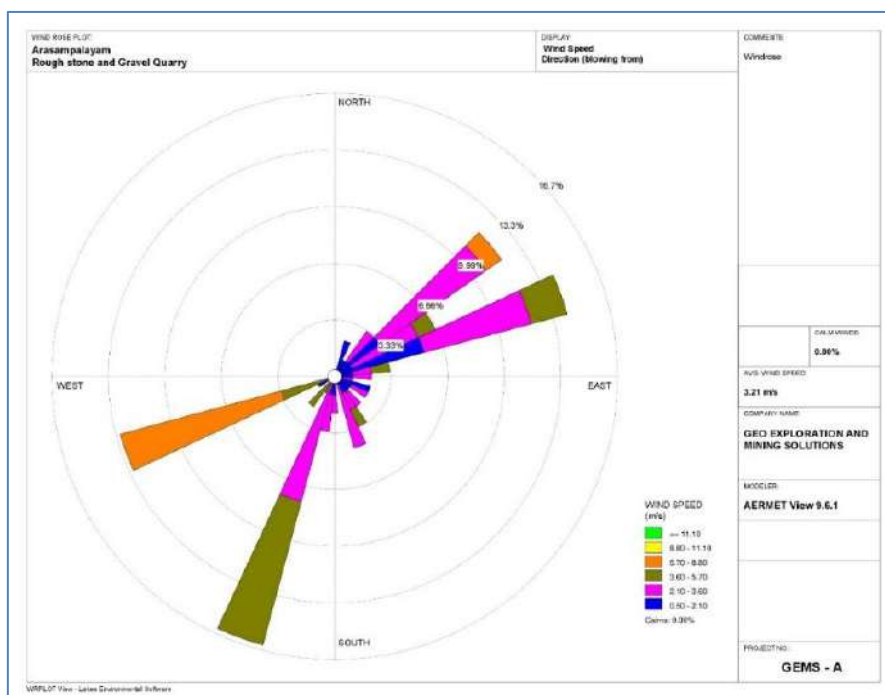 WIND ROSE PLOT:
Arasampalayam
Rough stone and Gravel Quarry
DISPLAY:
Wind Speed
Direction (blowing from)
COMMENTS:
Windrose
NORTH
16.7%
13.3%
9.99%
6.66%
3.33%
WEST
EAST
SOUTH
WIND SPEED
(m/s)
>= 11.10
8.80 - 11.10
5.70 - 8.80
3.60 - 5.70
2.10 - 3.60
0.50 - 2.10
Calms: 0.00%
CALM WINDS:
0.00%
AVG. WIND SPEED:
3.21 m/s
COMPANY NAME:
GEO EXPLORATION AND
MINING SOLUTIONS
MODELER:
AERMET View 9.6.1
PROJECT NO.:
GEMS - A
WRPLOT View - Lakes Environmental Software